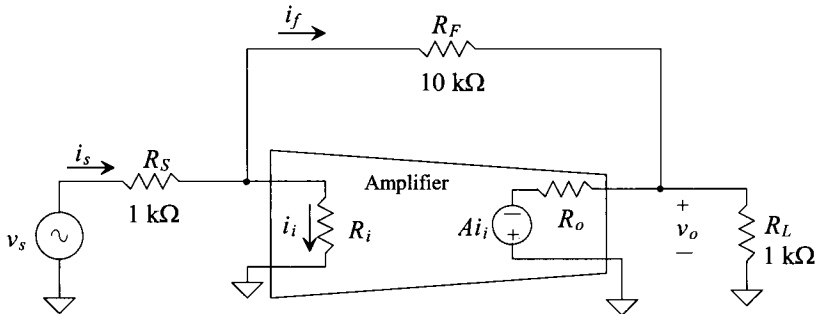 i_f
R_F
10 kΩ
i_s
R_S
1 kΩ
Amplifier
v_s
i_i
R_i
Ai_i
−
+
R_o
+
v_o
−
R_L
1 kΩ